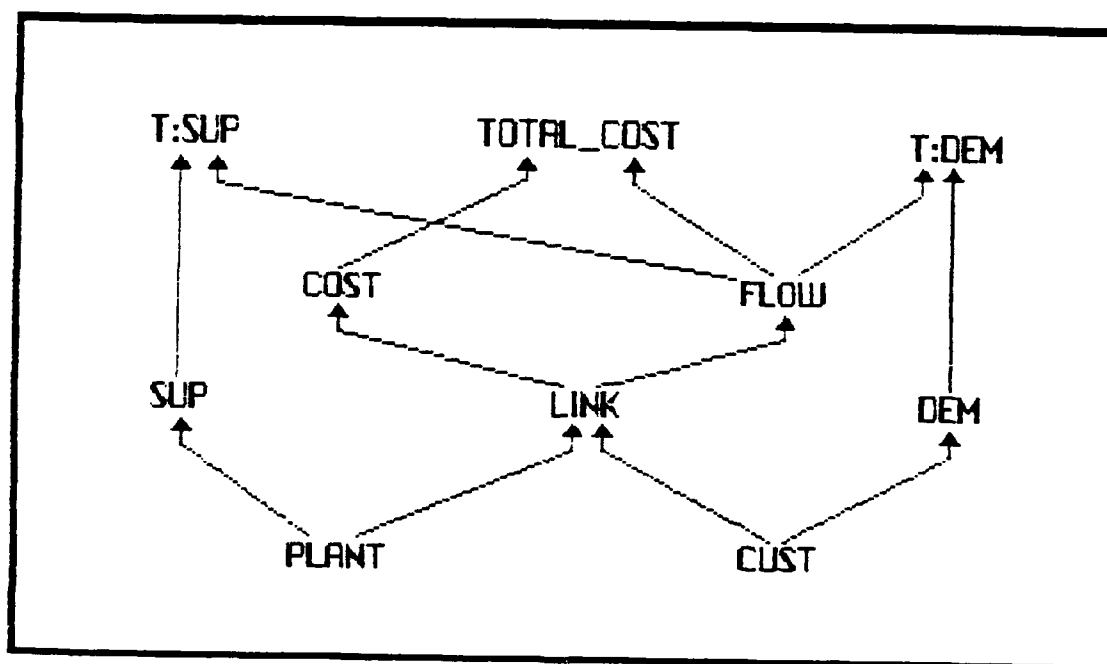 T:SUP TOTAL_COST T:DEM
COST FLOW
SUP LINK DEM
PLANT CUST